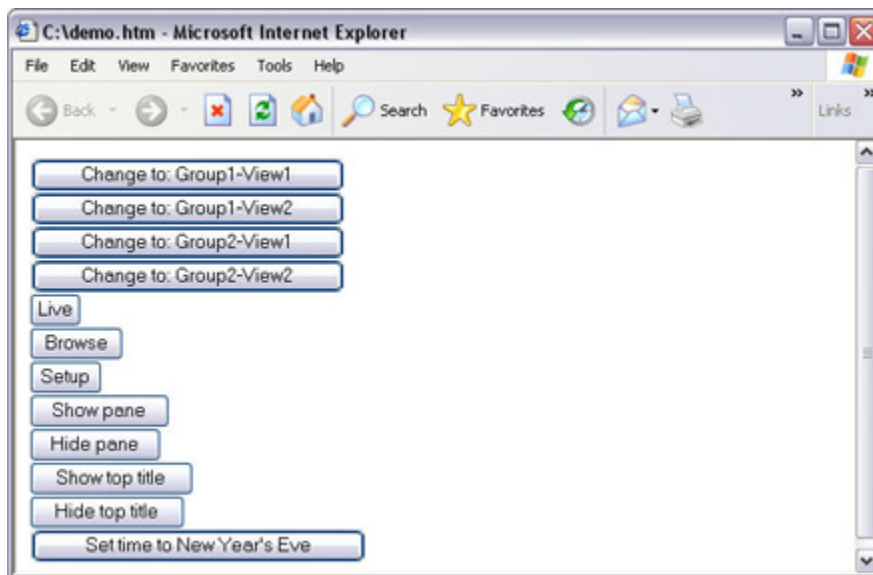 C:\demo.htm - Microsoft Internet Explorer
File Edit View Favorites Tools Help
Back Search Favorites Links
Change to: Group1-View1
Change to: Group1-View2
Change to: Group2-View1
Change to: Group2-View2
Live
Browse
Setup
Show pane
Hide pane
Show top title
Hide top title
Set time to New Year's Eve